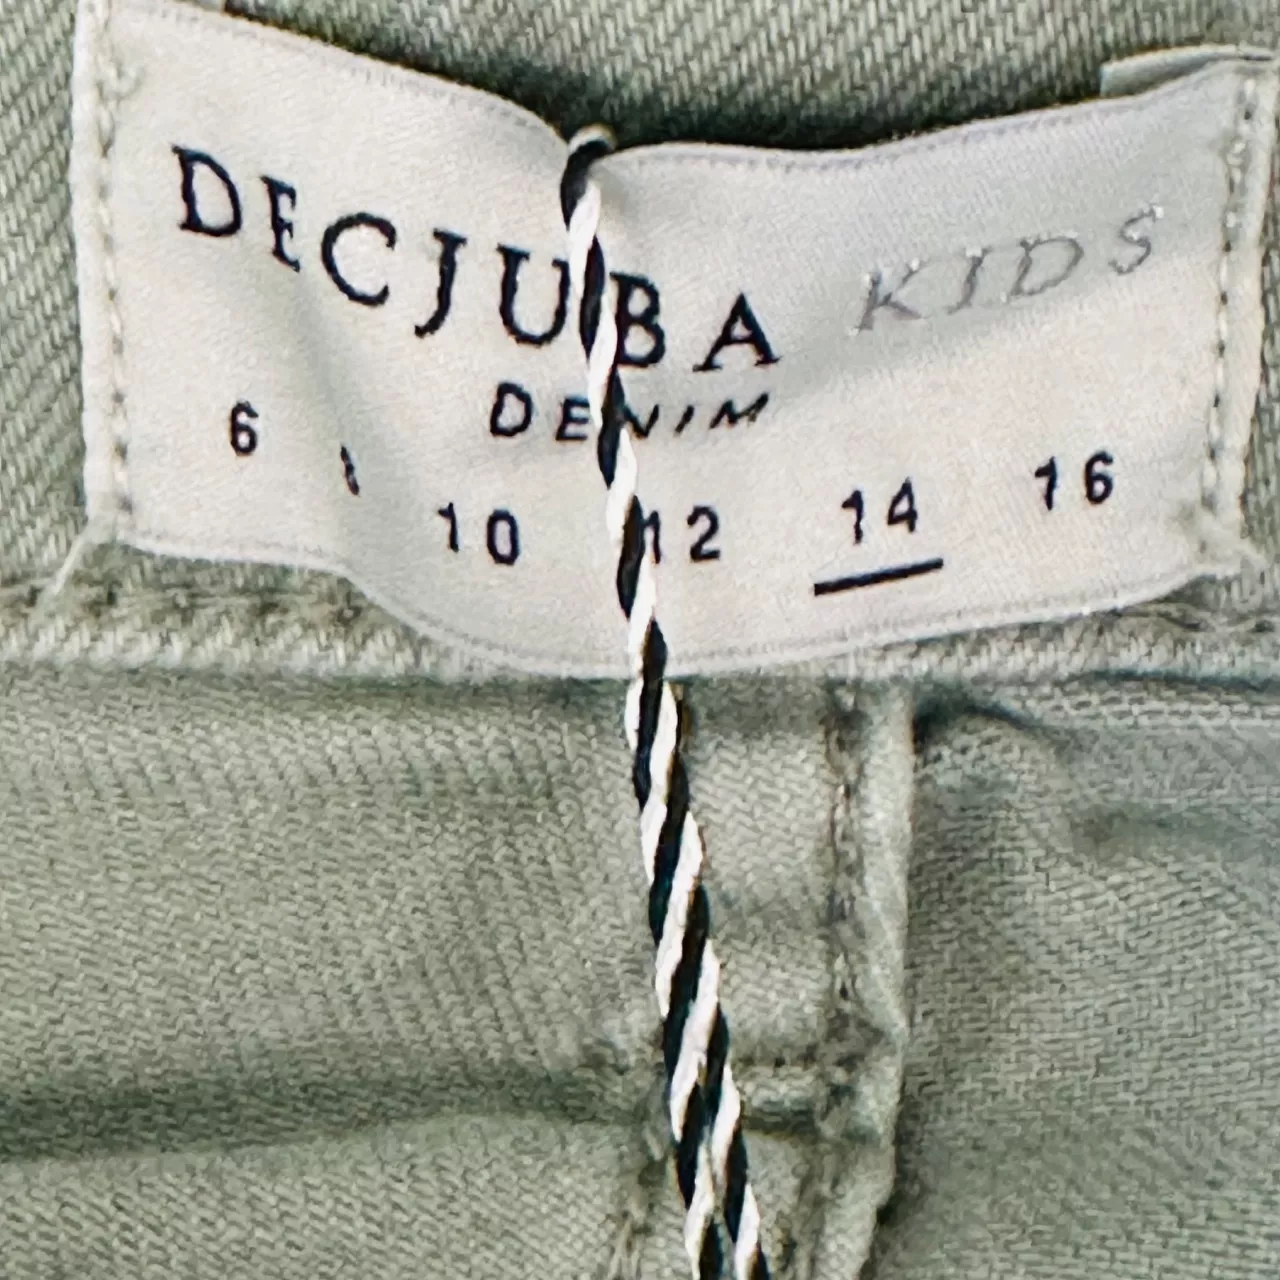 DECJUBA KIDS
DENIM
6 10 12 14 16